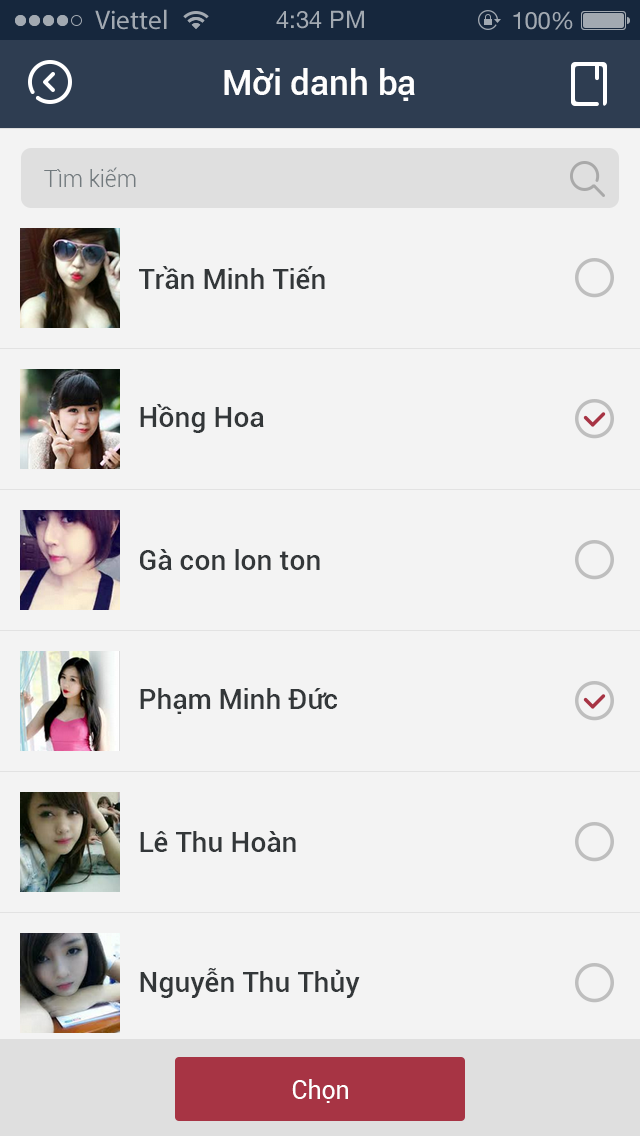 Viettel 4:34 PM 100%
Mời danh bạ
Tìm kiếm
Trần Minh Tiến
Hồng Hoa
Gà con lon ton
Phạm Minh Đức
Lê Thu Hoàn
Nguyễn Thu Thủy
Chọn